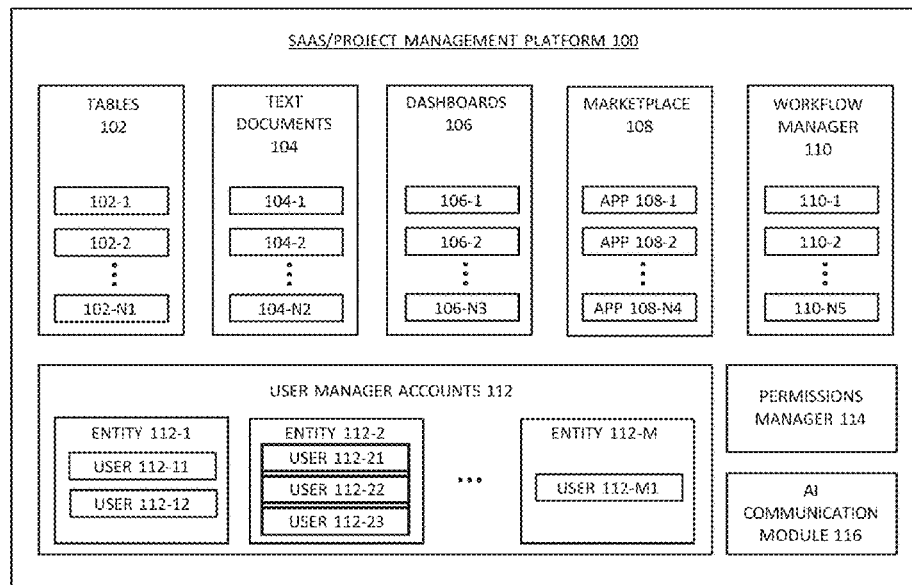 SAAS/PROJECT MANAGEMENT PLATFORM 100
TABLES
102
102-1
102-2
102-N1
TEXT
DOCUMENTS
104
104-1
104-2
104-N2
DASHBOARDS
106
106-1
106-2
106-N3
MARKETPLACE
108
APP 108-1
APP 108-2
APP 108-N4
WORKFLOW
MANAGER
110
110-1
110-2
110-N5
USER MANAGER ACCOUNTS 112
ENTITY 112-1
USER 112-11
USER 112-12
ENTITY 112-2
USER 112-21
USER 112-22
USER 112-23
ENTITY 112-M
USER 112-M1
PERMISSIONS
MANAGER 114
AI
COMMUNICATION
MODULE 116